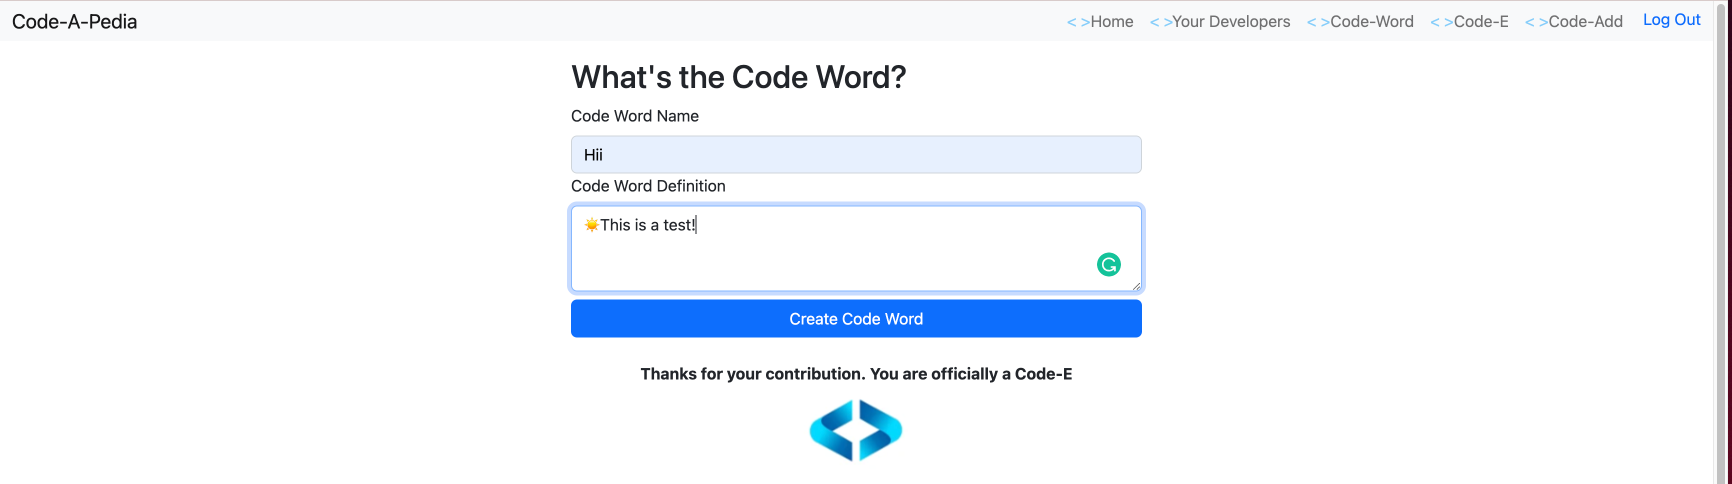 Code-A-Pedia
< >Home < >Your Developers < >Code-Word < >Code-E < >Code-Add Log Out
What's the Code Word?
Code Word Name
Hii
Code Word Definition
☀️This is a test!
Create Code Word
Thanks for your contribution. You are officially a Code-E